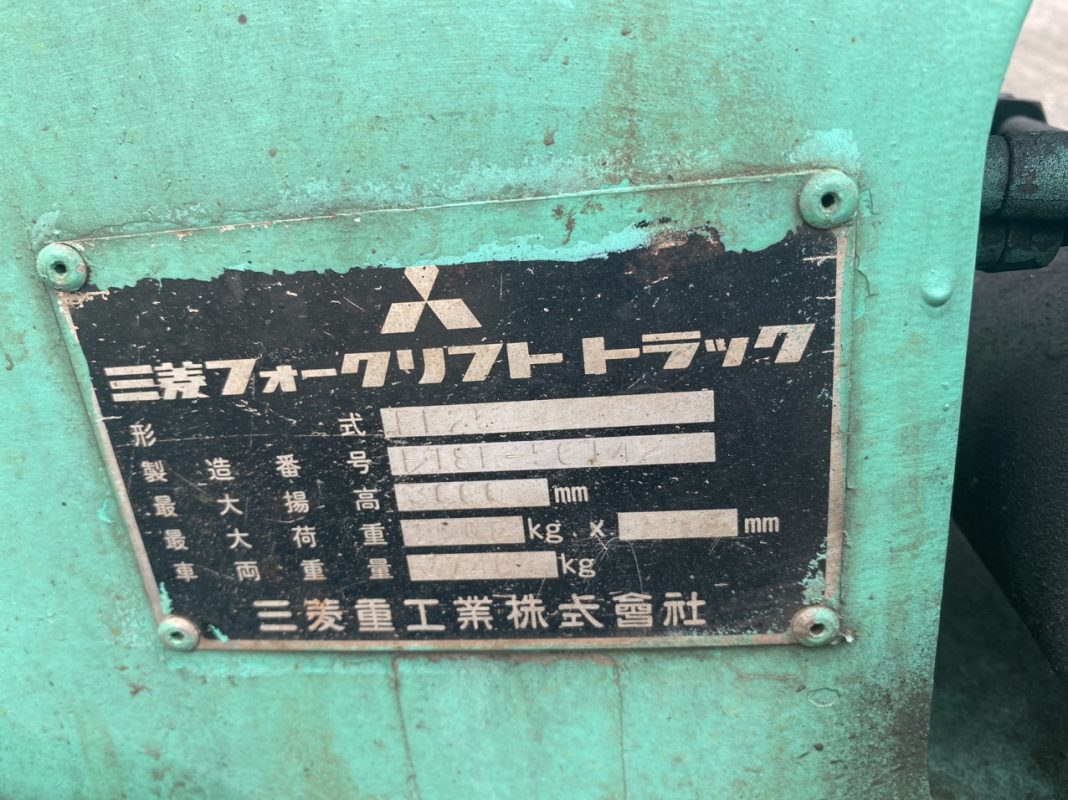 三菱フォークリフト トラック
形式
製造番号
最大揚高 3000 mm
最大荷重 kg x mm
車両重量 kg
三菱重工業株式會社